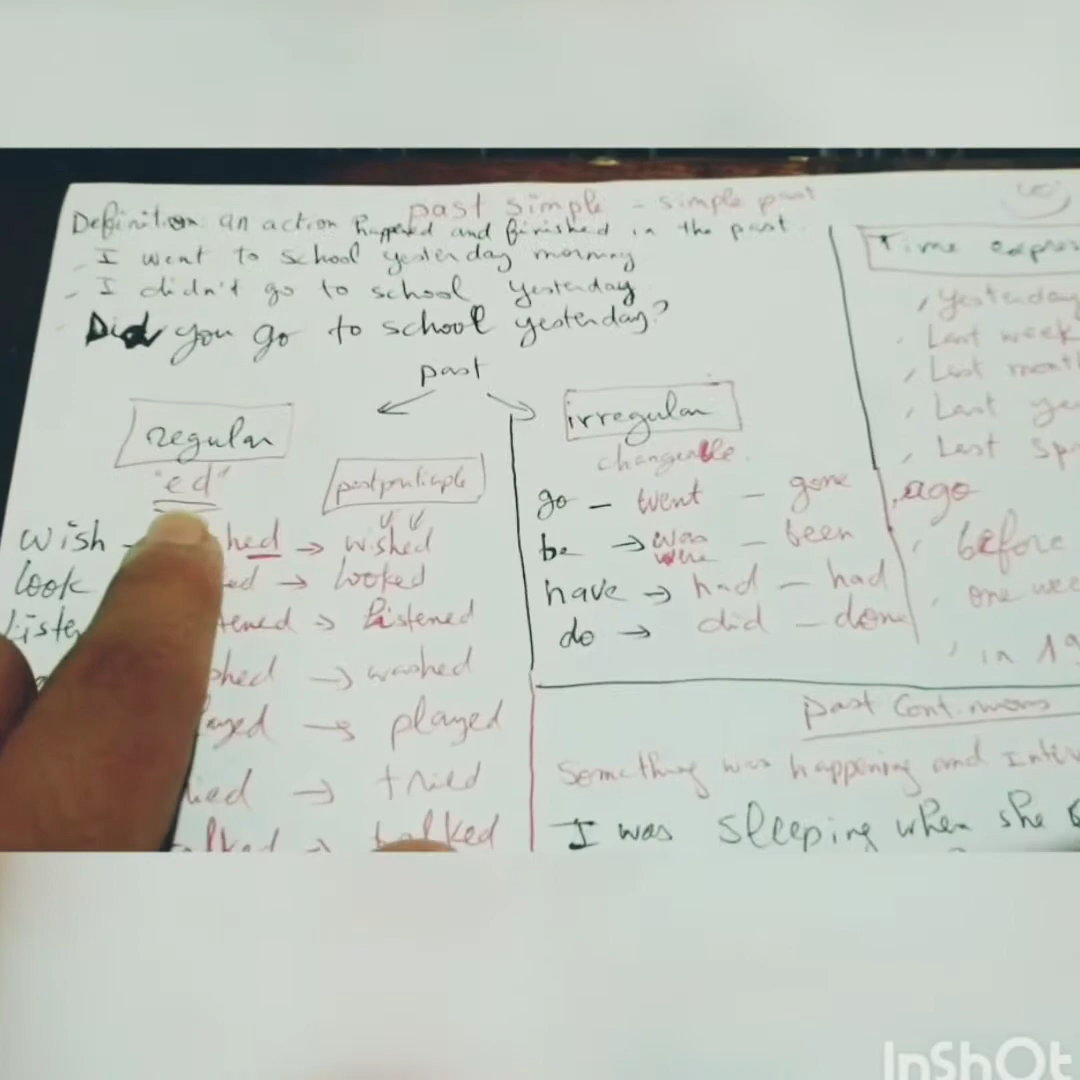 past simple - simple past
Definition: an action happened and finished in the past.
- I went to school yesterday morning
- I didn't go to school yesterday
- Did you go to school yesterday?
past
regular
"ed"
past participle
wish - hed → wished
look ed → looked
Liste tened → Listened
shed → washed
ayed → played
ied → tried
lked → talked
irregular
changeable.
go - went - gone
be → was - been
were
have → had - had
do → did - done
Time expres
, yesterday
, Last week
, Last mont
, Last yea
, Last sp
, ago
, before
, one wee
, in 19
past Continuous
Something was happening and inter
I was sleeping when she
InShOt